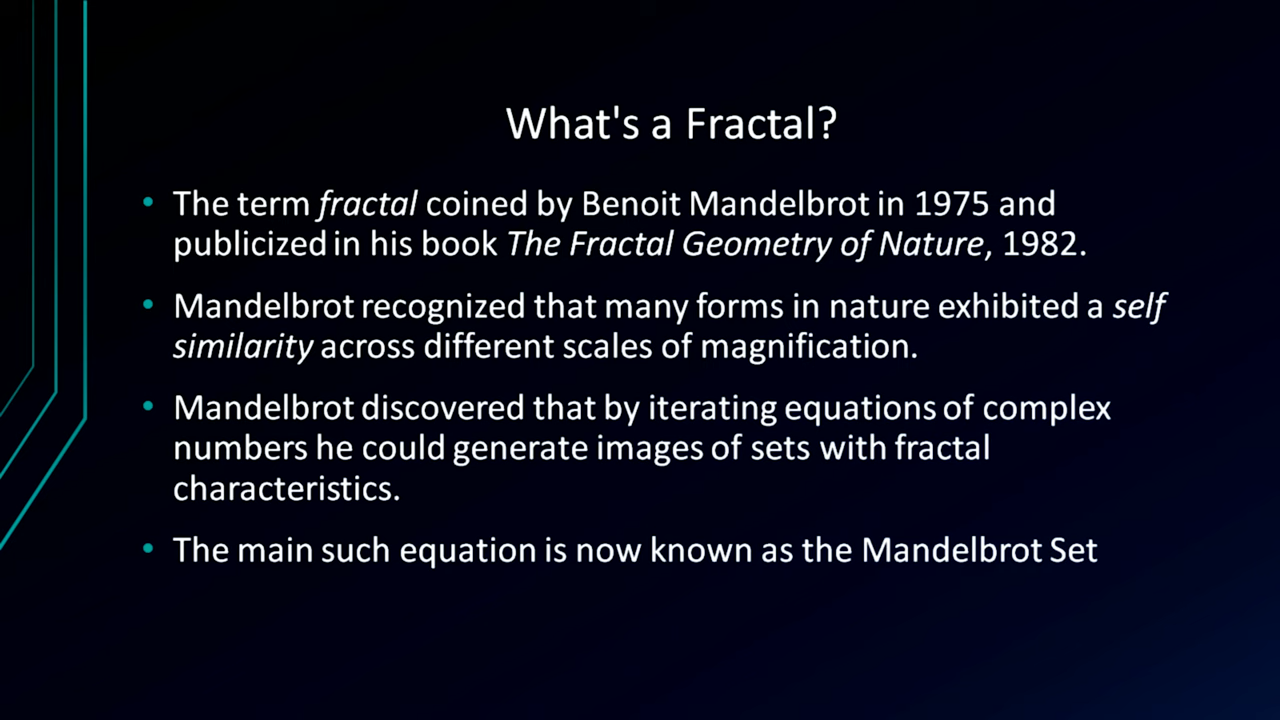 What's a Fractal?
• The term fractal coined by Benoit Mandelbrot in 1975 and
publicized in his book The Fractal Geometry of Nature, 1982.
• Mandelbrot recognized that many forms in nature exhibited a self
similarity across different scales of magnification.
• Mandelbrot discovered that by iterating equations of complex
numbers he could generate images of sets with fractal
characteristics.
• The main such equation is now known as the Mandelbrot Set